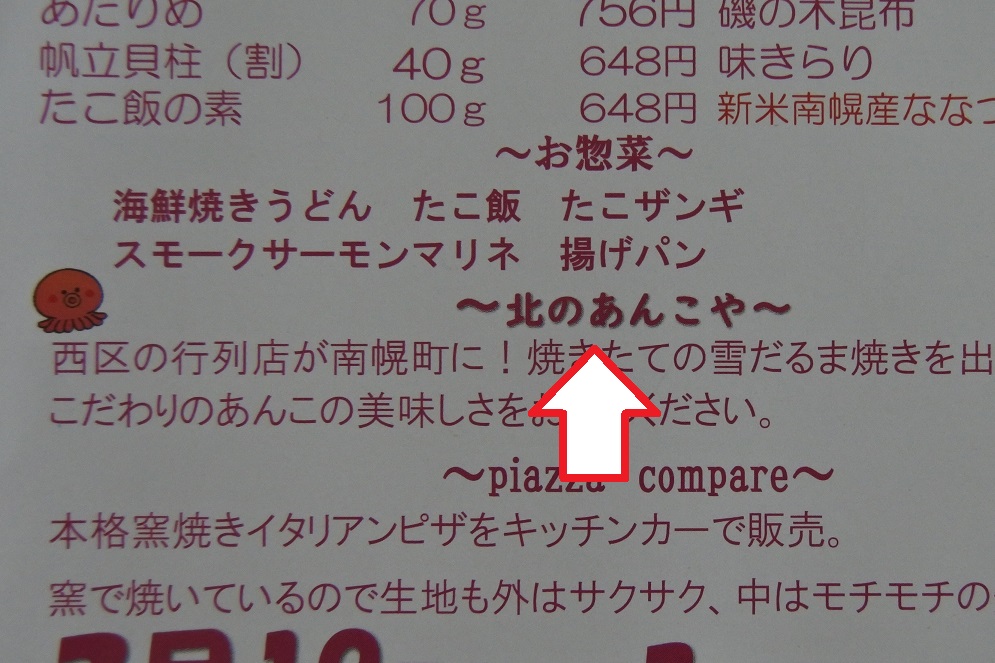 あたりめ 70g 756円 磯の木昆布
帆立貝柱（割） 40g 648円 味きらり
たこ飯の素 100g 648円 新米南幌産ななつ
～お惣菜～
海鮮焼きうどん たこ飯 たこザンギ
スモークサーモンマリネ 揚げパン
～北のあんこや～
西区の行列店が南幌町に！焼きたての雪だるま焼きを出
こだわりのあんこの美味しさをお ください。
～piazza compare～
本格窯焼きイタリアンピザをキッチンカーで販売。
窯で焼いているので生地も外はサクサク、中はモチモチの